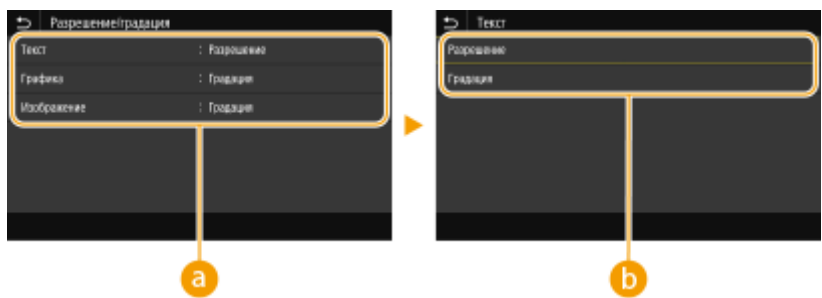 Разрешение/градация
Текст : Разрешение
Графика : Градация
Изображение : Градация
a
Текст
Разрешение
Градация
b